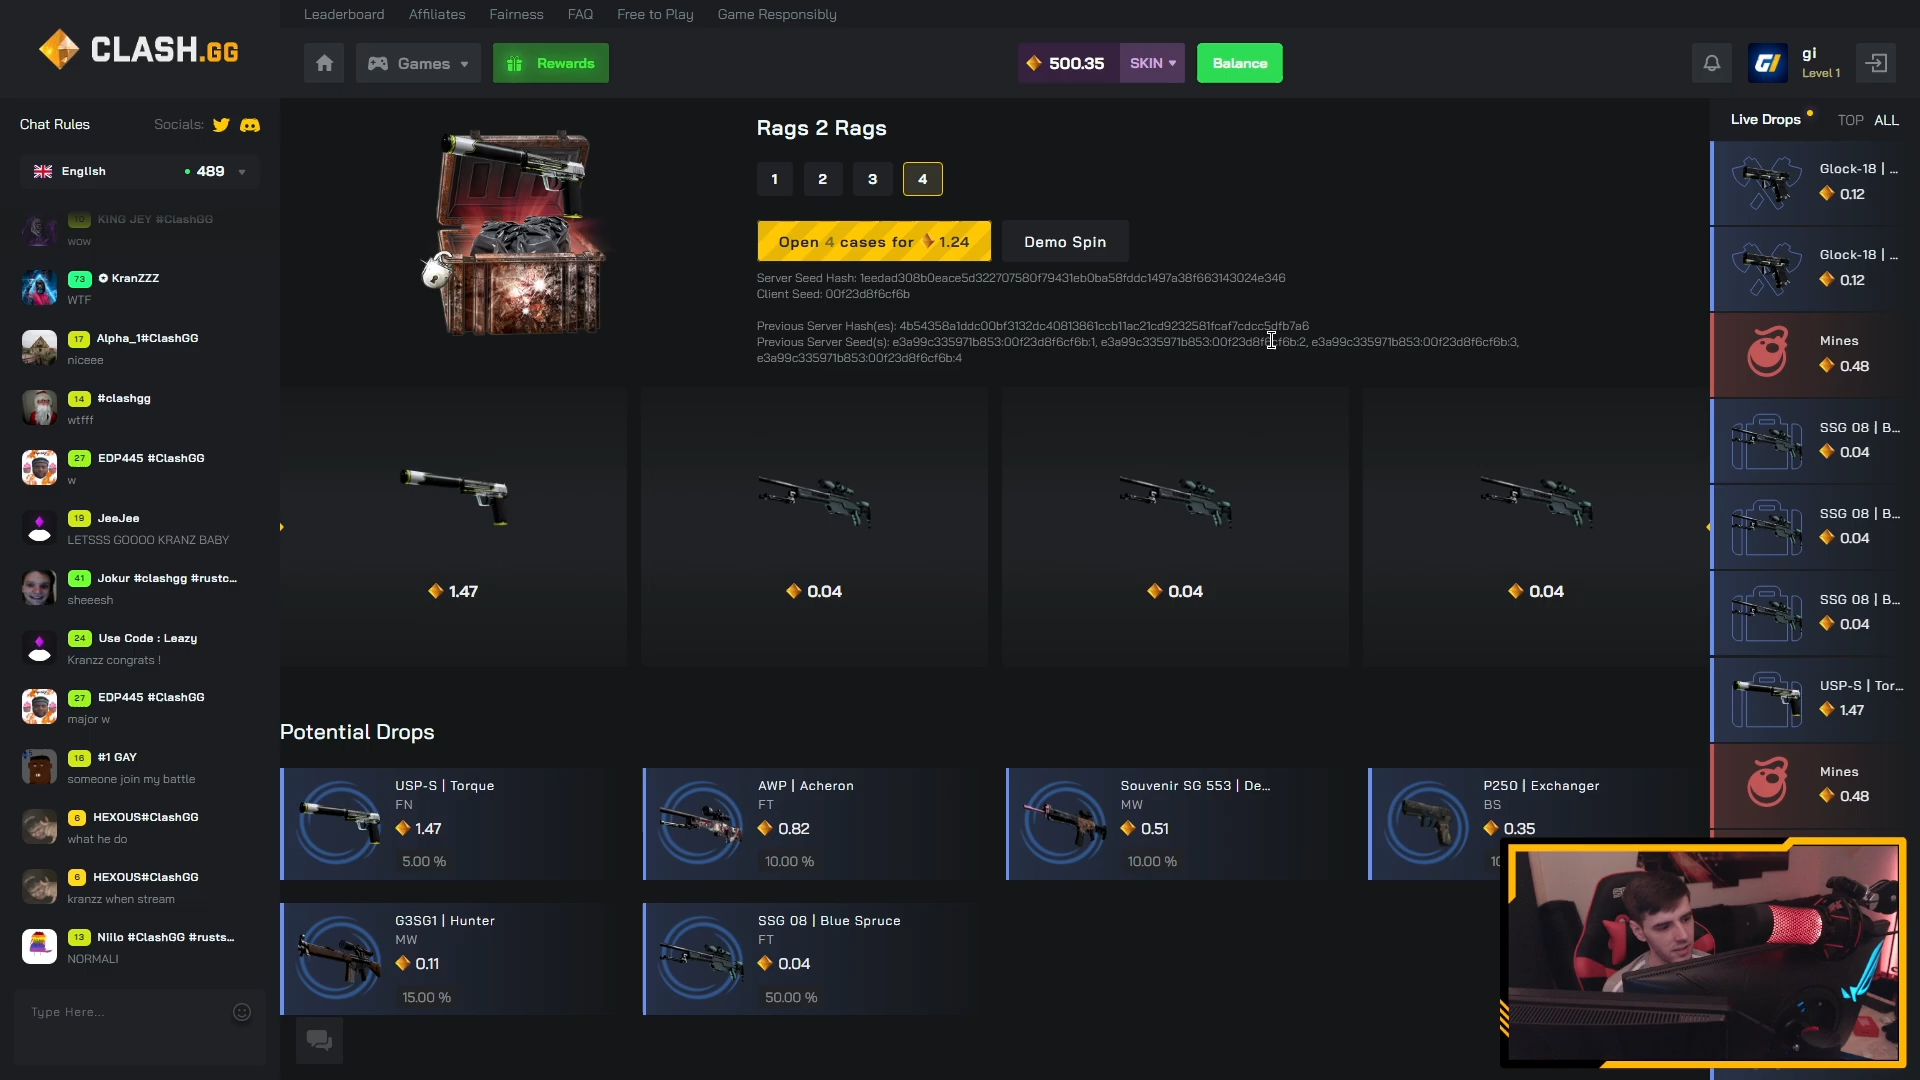 Leaderboard Affiliates Fairness FAQ Free to Play Game Responsibly
CLASH.GG
Games
Rewards
500.35
SKIN
Balance
gi
Level 1
Chat Rules
Socials:
English
489
KING JEY #ClashGG
wow
73 KranZZZ
WTF
17 Alpha_1#ClashGG
niceee
14 #clashgg
wtfff
27 EDP445 #ClashGG
w
19 JeeJee
LETSSS GOOOO KRANZ BABY
41 Jokur #clashgg #rustc...
sheeesh
24 Use Code : Leazy
Kranzz congrats !
27 EDP445 #ClashGG
major w
16 #1 GAY
someone join my battle
6 HEXOUS#ClashGG
what he do
6 HEXOUS#ClashGG
kranzz when stream
13 Niilo #ClashGG #rusts...
NORMALI
Type Here...
Rags 2 Rags
1 2 3 4
Open 4 cases for 1.24
Demo Spin
Server Seed Hash: 1eedad308b0eace5d322707580f79431eb0ba58fddc1497a38f663143024e346
Client Seed: 00f23d8f6cf6b
Previous Server Hash(es): 4b54358a1ddc00bf3132dc40813861ccb11ac21cd9232581fcaf7cdcc5dfb7a6
Previous Server Seed(s): e3a99c335971b853:00f23d8f6cf6b:1, e3a99c335971b853:00f23d8f6cf6b:2, e3a99c335971b853:00f23d8f6cf6b:3,
e3a99c335971b853:00f23d8f6cf6b:4
1.47 0.04 0.04 0.04
Potential Drops
USP-S | Torque
FN
1.47
5.00 %
AWP | Acheron
FT
0.82
10.00 %
Souvenir SG 553 | De...
MW
0.51
10.00 %
P250 | Exchanger
BS
0.35
G3SG1 | Hunter
MW
0.11
15.00 %
SSG 08 | Blue Spruce
FT
0.04
50.00 %
Live Drops
TOP ALL
Glock-18 | ...
0.12
Glock-18 | ...
0.12
Mines
0.48
SSG 08 | B...
0.04
SSG 08 | B...
0.04
SSG 08 | B...
0.04
USP-S | Tor...
1.47
Mines
0.48